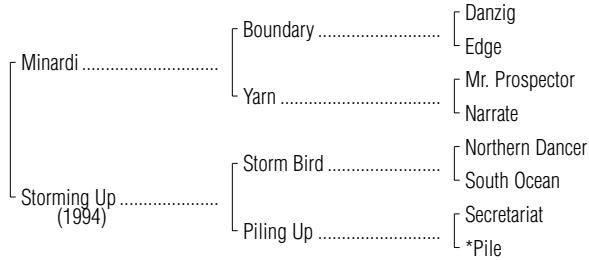 Danzig
Boundary
Edge
Minardi
Mr. Prospector
Yarn
Narrate
Northern Dancer
Storm Bird
South Ocean
Storming Up
(1994)
Secretariat
Piling Up
*Pile